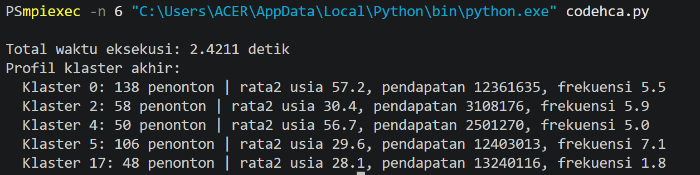 PSmpiexec -n 6 "C:\Users\ACER\AppData\Local\Python\bin\python.exe" codehca.py
Total waktu eksekusi: 2.4211 detik
Profil klaster akhir:
Klaster 0: 138 penonton | rata2 usia 57.2, pendapatan 12361635, frekuensi 5.5
Klaster 2: 58 penonton | rata2 usia 30.4, pendapatan 3108176, frekuensi 5.9
Klaster 4: 50 penonton | rata2 usia 56.7, pendapatan 2501270, frekuensi 5.0
Klaster 5: 106 penonton | rata2 usia 29.6, pendapatan 12403013, frekuensi 7.1
Klaster 17: 48 penonton | rata2 usia 28.1, pendapatan 13240116, frekuensi 1.8